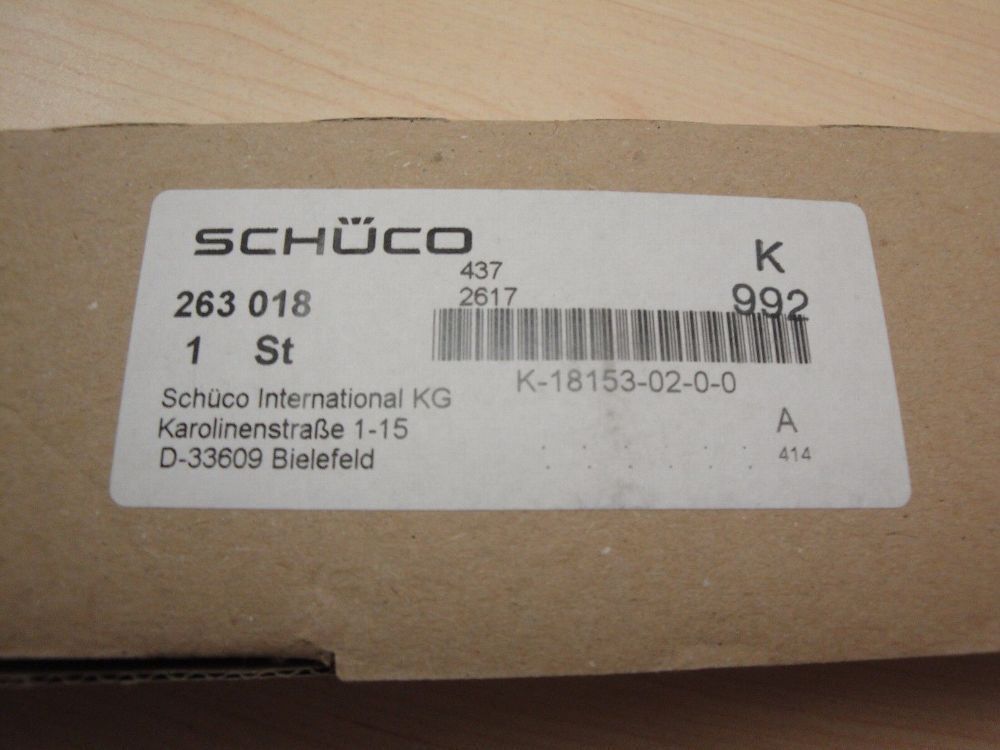 SCHÜCO
437
K
263 018
2617
992
1 St
K-18153-02-0-0
Schüco International KG
Karolinenstraße 1-15
A
D-33609 Bielefeld
414